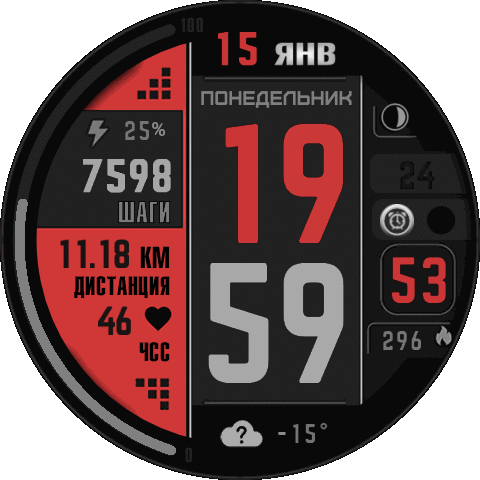 100
15 ЯНВ
ПОНЕДЕЛЬНИК
25%
7598
ШАГИ
19
59
24
53
296
11.18 КМ
ДИСТАНЦИЯ
46
ЧСС
?
-15°
0